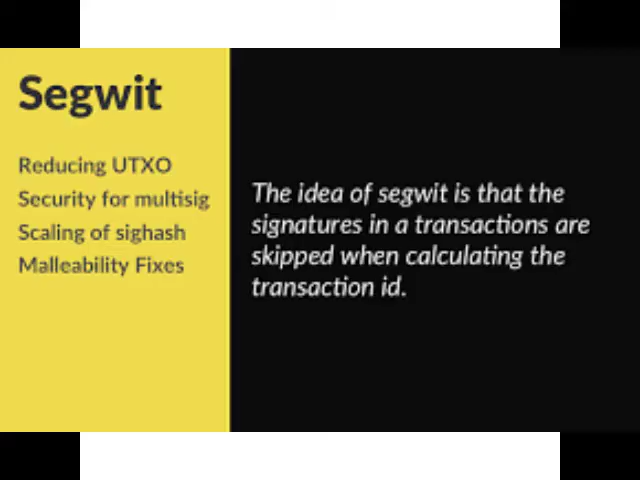 Segwit
Reducing UTXO
Security for multisig
Scaling of sighash
Malleability Fixes
The idea of segwit is that the
signatures in a transactions are
skipped when calculating the
transaction id.